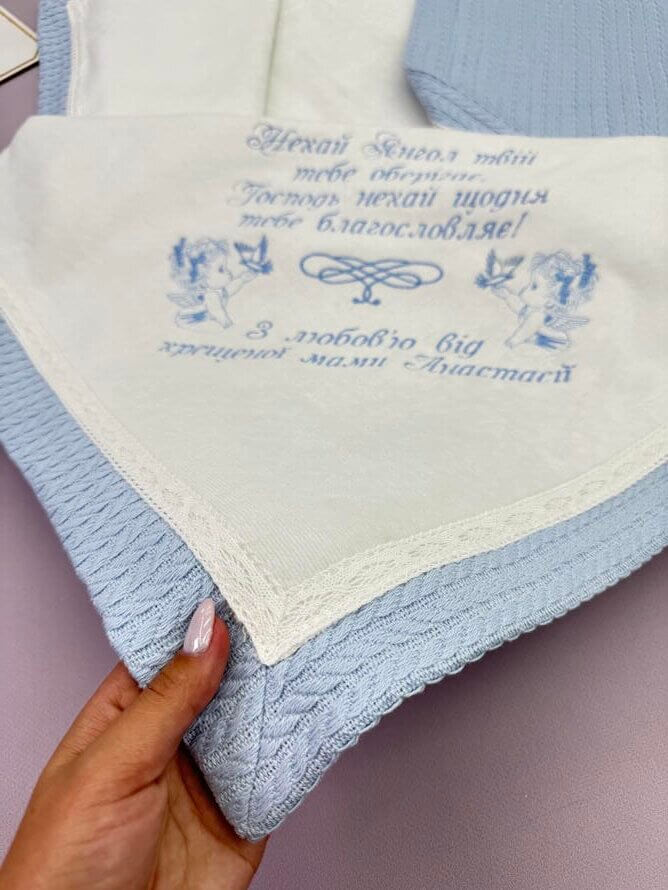 Нехай Янгол твій
тебе оберігає,
Господь нехай щодня
тебе благословляє!
З любов'ю від
хрещеної мами Анастасії